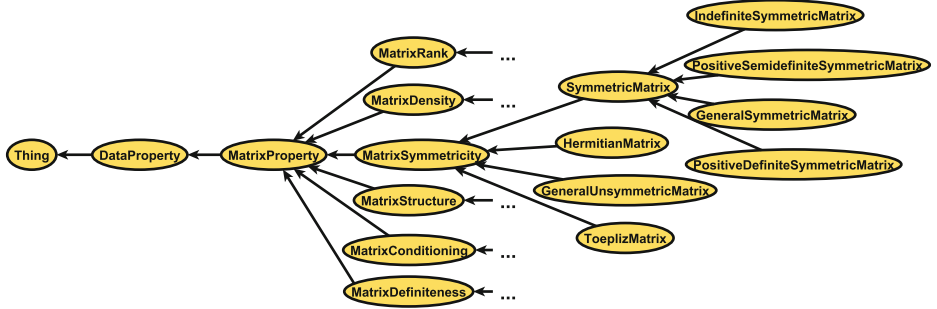 IndefiniteSymmetricMatrix
MatrixRank
...
PositiveSemidefiniteSymmetricMatrix
SymmetricMatrix
MatrixDensity
...
GeneralSymmetricMatrix
HermitianMatrix
Thing
DataProperty
MatrixProperty
MatrixSymmetricity
PositiveDefiniteSymmetricMatrix
GeneralUnsymmetricMatrix
MatrixStructure
...
ToeplizMatrix
MatrixConditioning
...
MatrixDefiniteness
...